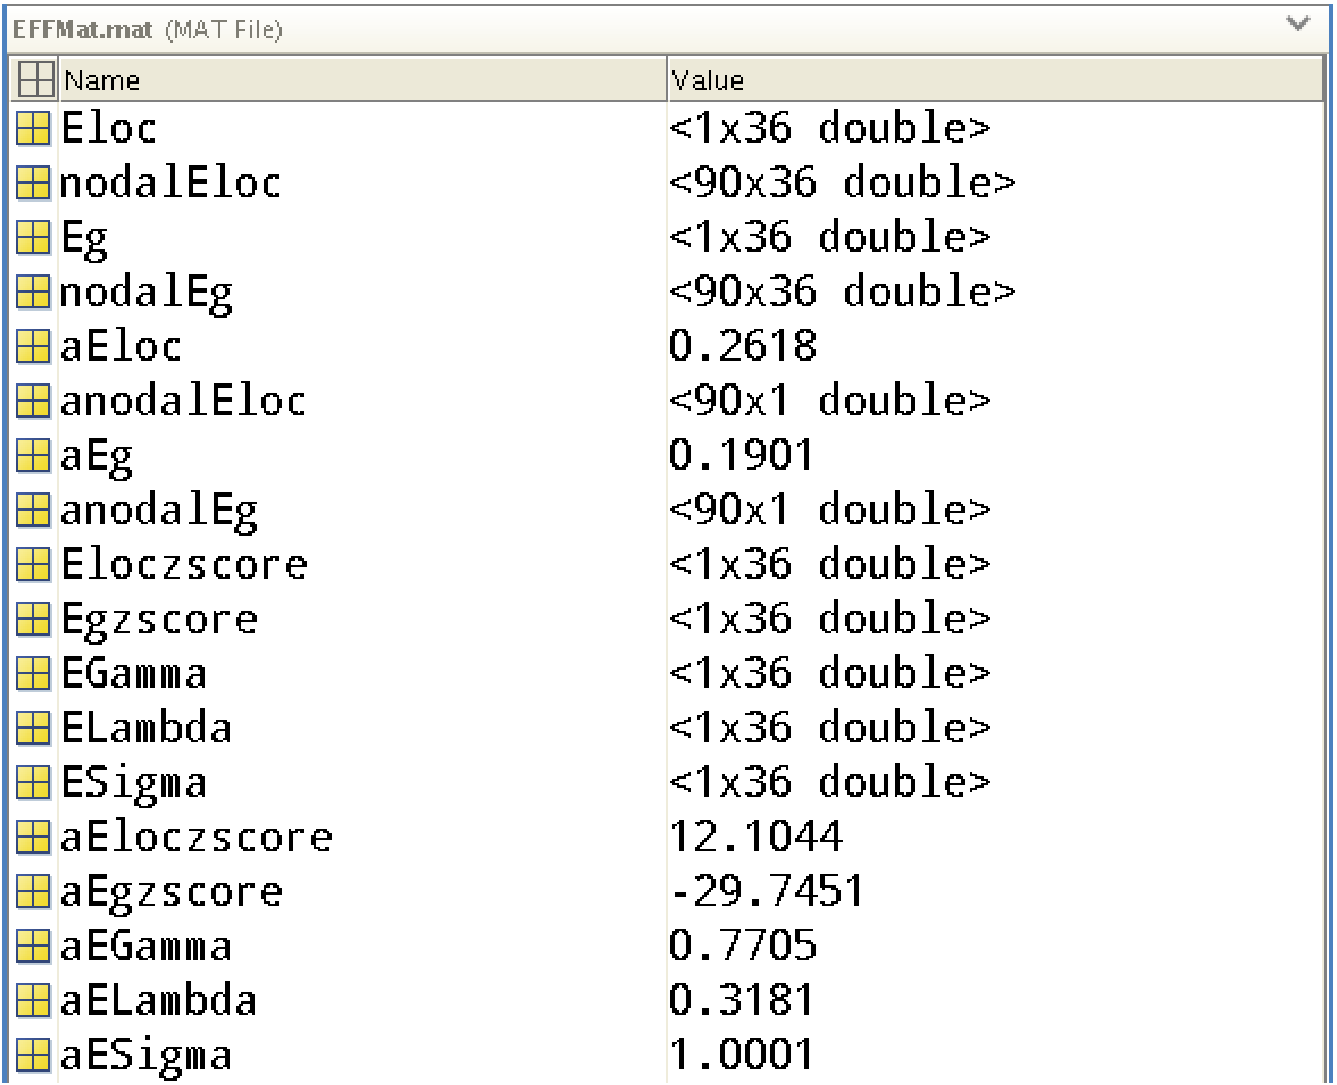 EFFMat.mat (MAT File)
Name Value
Eloc <1x36 double>
nodalEloc <90x36 double>
Eg <1x36 double>
nodalEg <90x36 double>
aEloc 0.2618
anodalEloc <90x1 double>
aEg 0.1901
anodalEg <90x1 double>
Eloczscore <1x36 double>
Egzscore <1x36 double>
EGamma <1x36 double>
ELambda <1x36 double>
ESigma <1x36 double>
aEloczscore 12.1044
aEgzscore -29.7451
aEGamma 0.7705
aELambda 0.3181
aESigma 1.0001